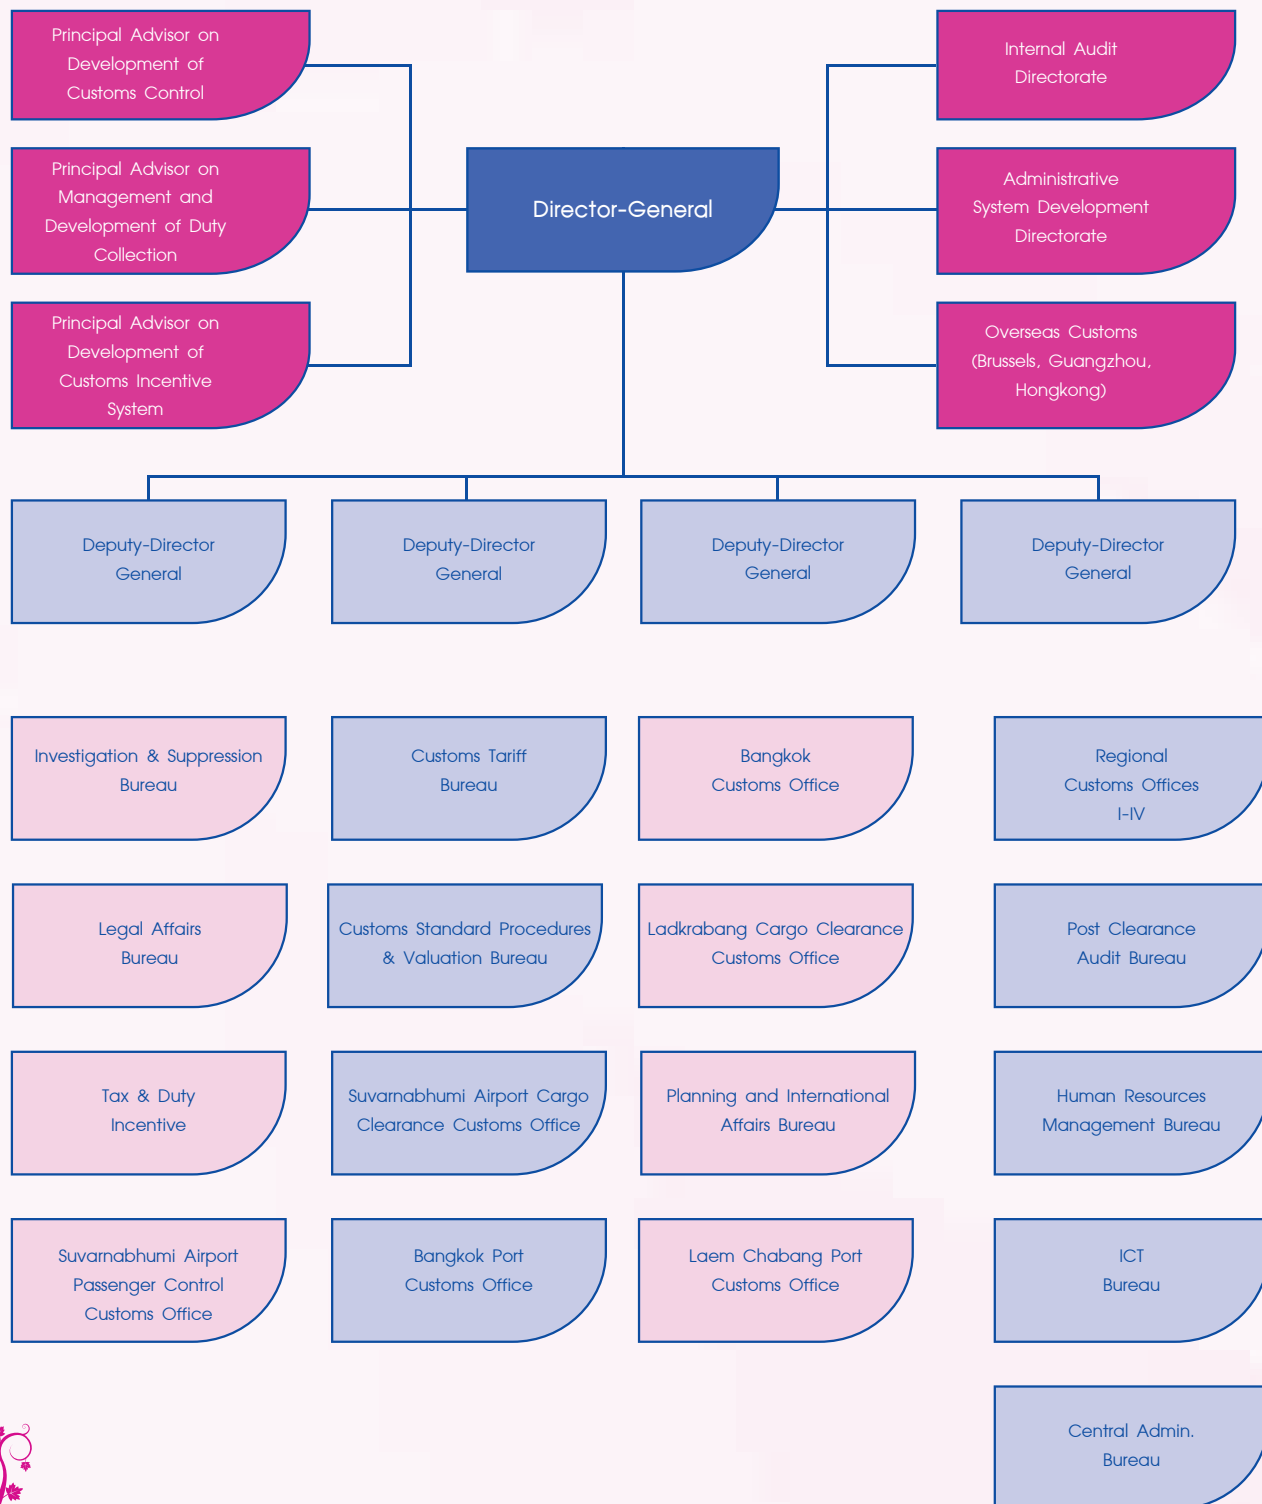 Principal Advisor on
Development of
Customs Control
Internal Audit
Directorate
Principal Advisor on
Management and
Development of Duty
Collection
Director-General
Administrative
System Development
Directorate
Principal Advisor on
Development of
Customs Incentive
System
Overseas Customs
(Brussels, Guangzhou,
Hongkong)
Deputy-Director
General
Deputy-Director
General
Deputy-Director
General
Deputy-Director
General
Investigation & Suppression
Bureau
Customs Tariff
Bureau
Bangkok
Customs Office
Regional
Customs Offices
I-IV
Legal Affairs
Bureau
Customs Standard Procedures
& Valuation Bureau
Ladkrabang Cargo Clearance
Customs Office
Post Clearance
Audit Bureau
Tax & Duty
Incentive
Suvarnabhumi Airport Cargo
Clearance Customs Office
Planning and International
Affairs Bureau
Human Resources
Management Bureau
Suvarnabhumi Airport
Passenger Control
Customs Office
Bangkok Port
Customs Office
Laem Chabang Port
Customs Office
ICT
Bureau
Central Admin.
Bureau